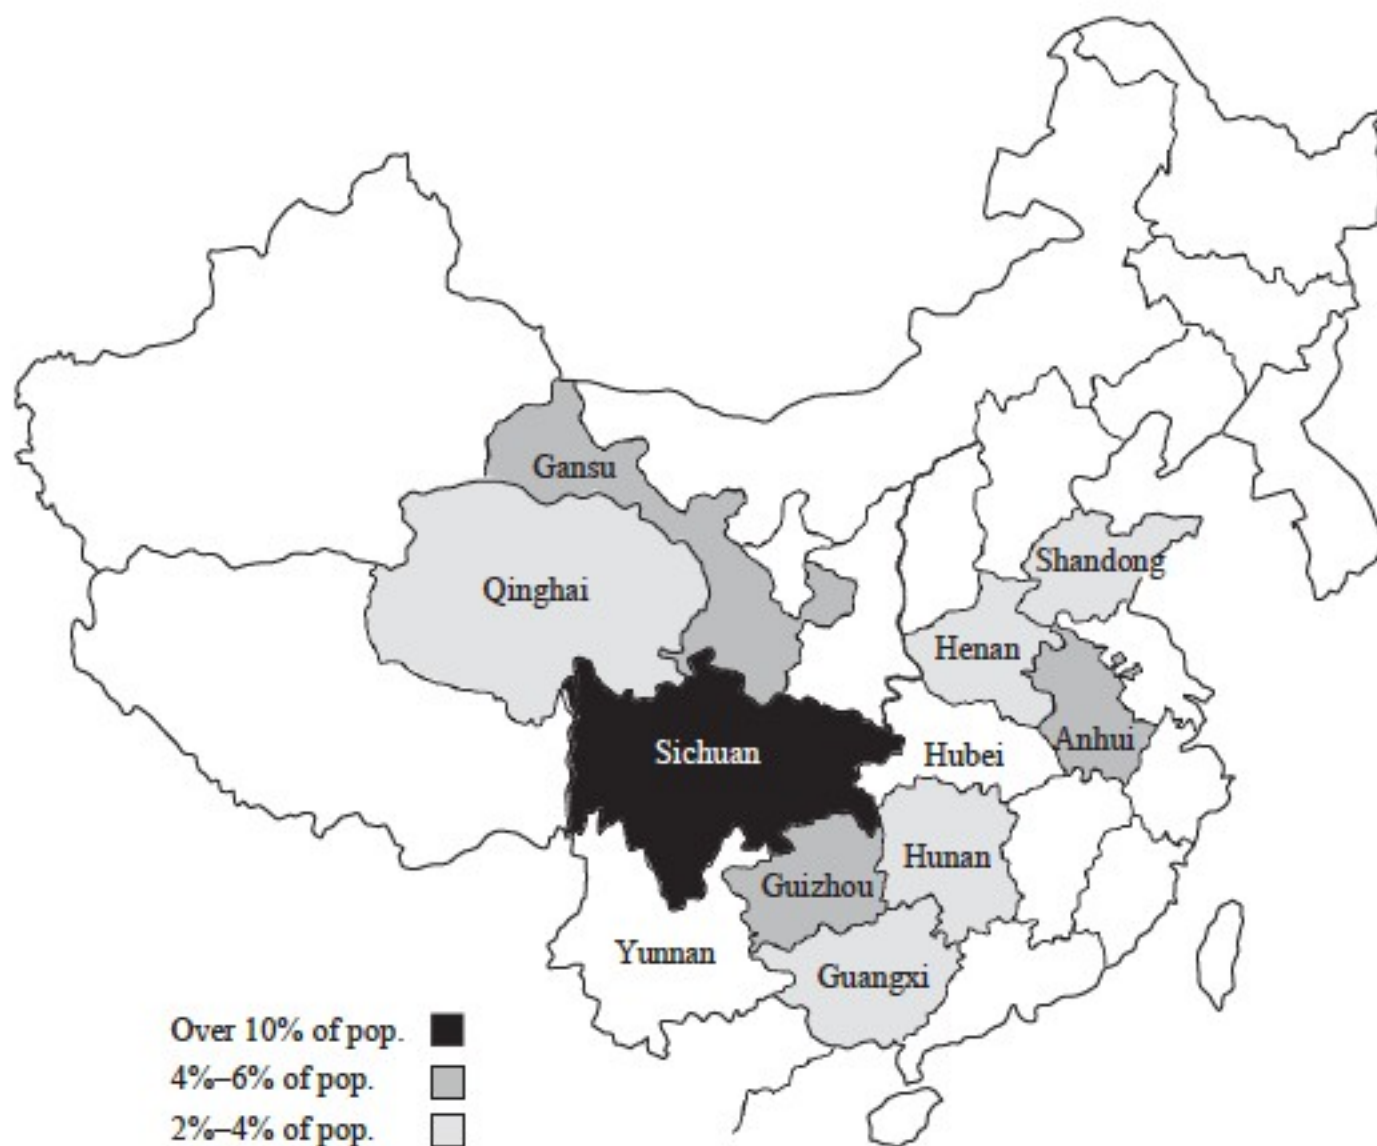 Gansu
Shandong
Qinghai
Henan
Anhui
Sichuan
Hubei
Hunan
Guizhou
Yunnan
Guangxi
Over 10% of pop.
4%–6% of pop.
2%–4% of pop.